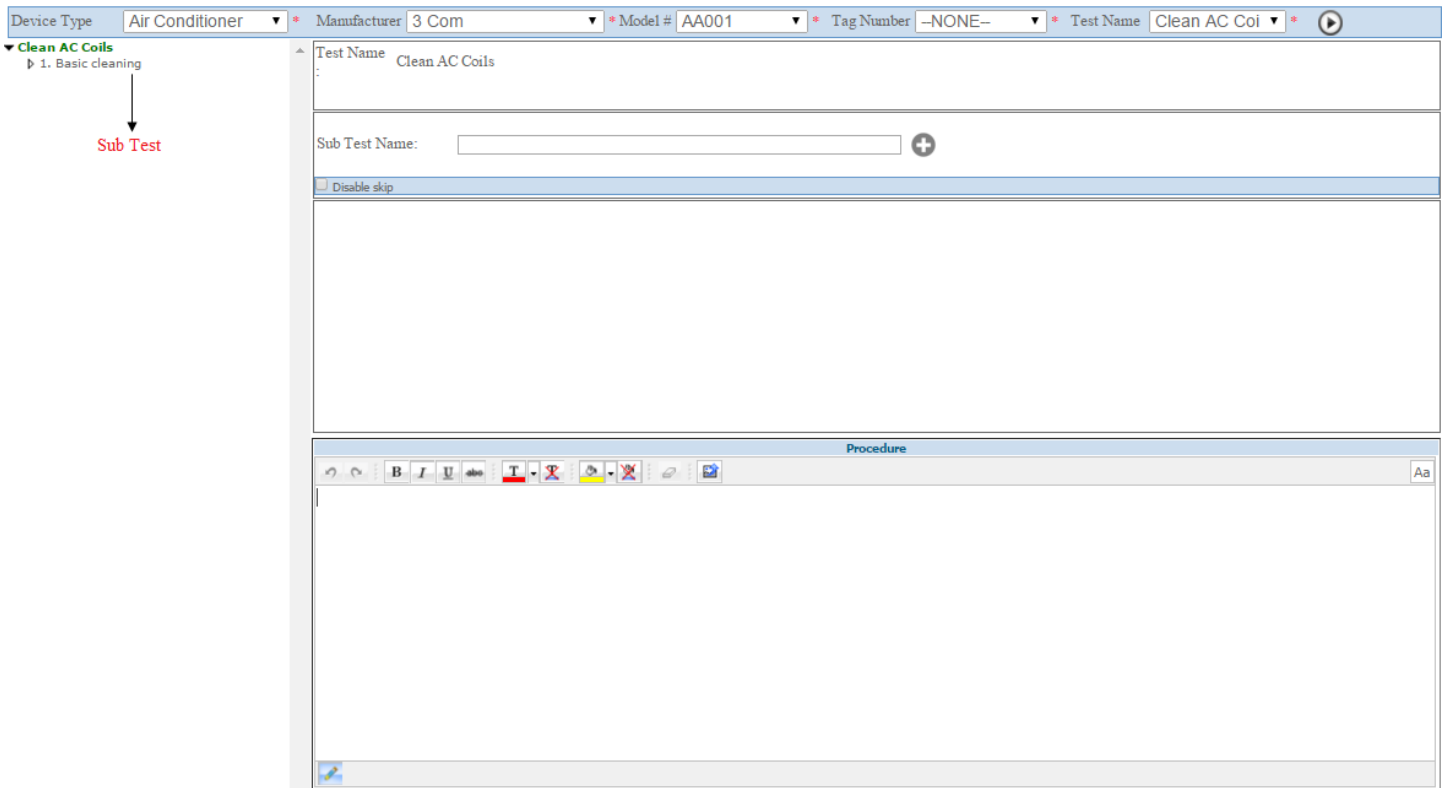 Device Type Air Conditioner * Manufacturer 3 Com * Model # AA001 * Tag Number --NONE-- * Test Name Clean AC Coi *
Clean AC Coils
1. Basic cleaning
Sub Test
Test Name : Clean AC Coils
Sub Test Name:
Disable skip
Procedure
B I U abc T T Aa